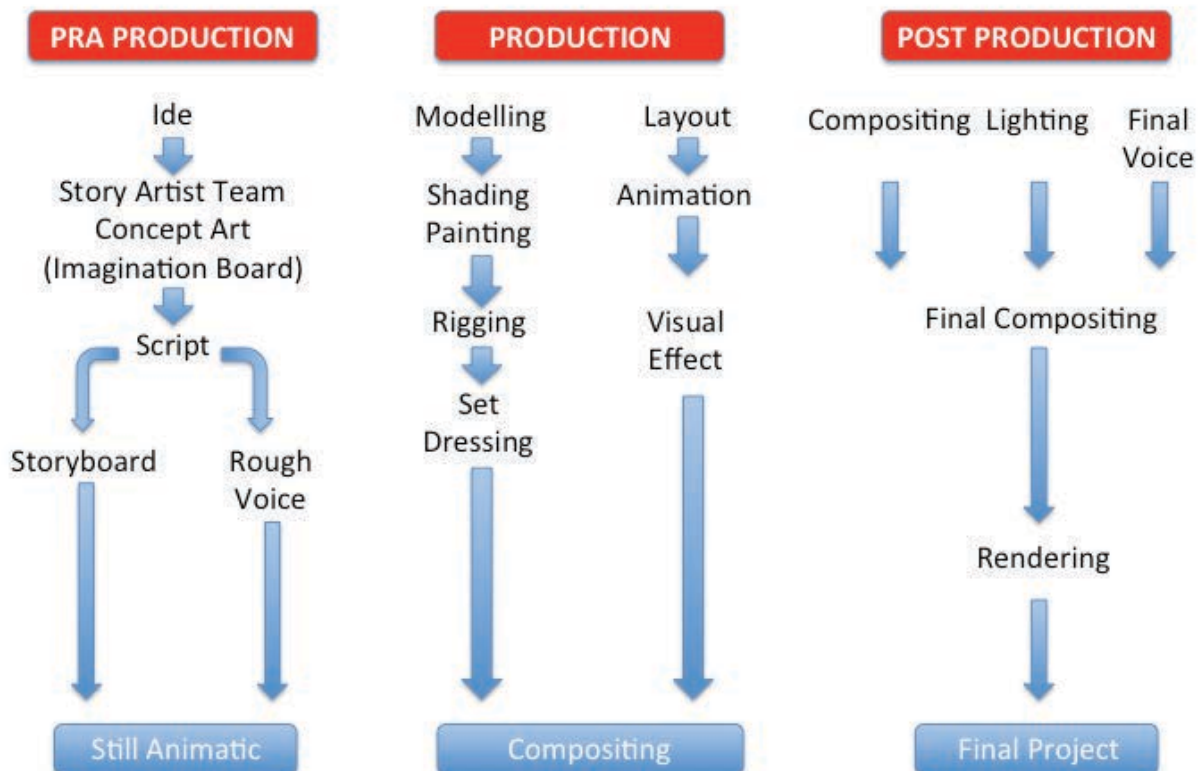 PRA PRODUCTION
Ide
Story Artist Team
Concept Art
(Imagination Board)
Script
Storyboard
Rough
Voice
Still Animatic
PRODUCTION
Modelling
Shading
Painting
Rigging
Set
Dressing
Layout
Animation
Visual
Effect
Compositing
POST PRODUCTION
Compositing
Lighting
Final
Voice
Final Compositing
Rendering
Final Project